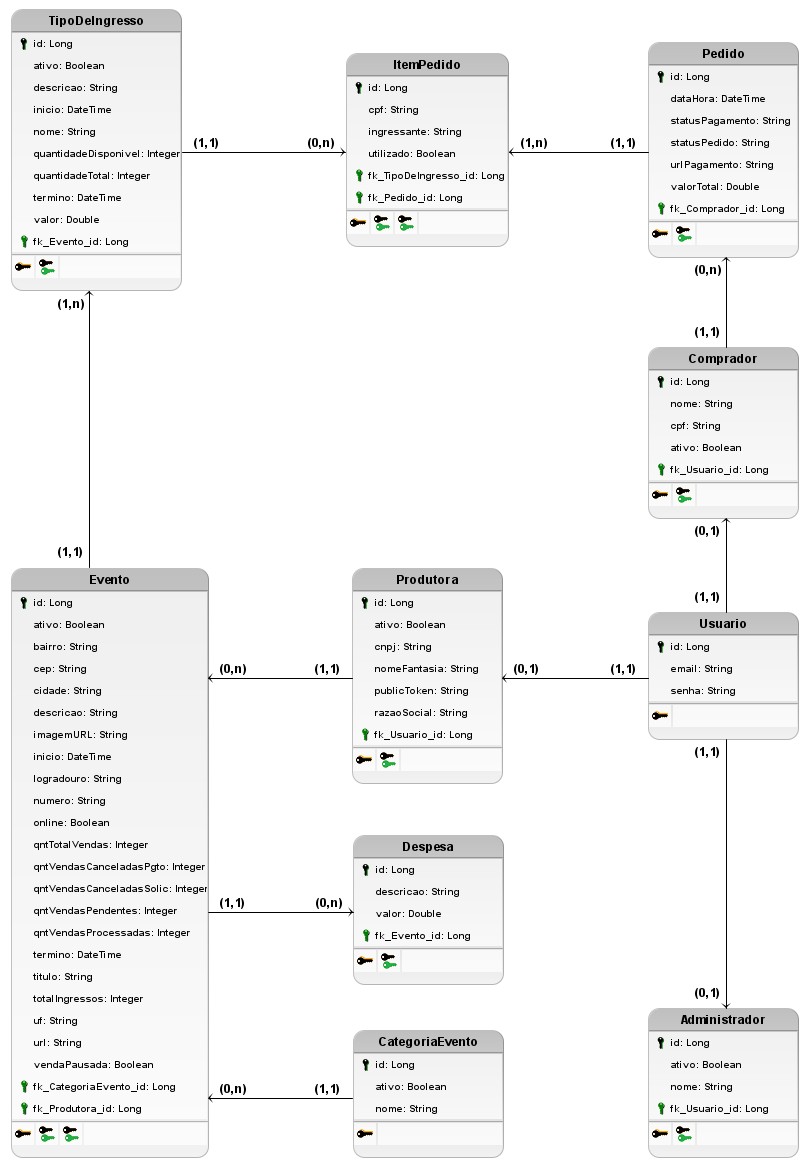 TipoDeIngresso
id: Long
ativo: Boolean
descricao: String
inicio: DateTime
nome: String
quantidadeDisponivel: Integer
quantidadeTotal: Integer
termino: DateTime
valor: Double
fk_Evento_id: Long
(1,1)
(0,n)
ItemPedido
id: Long
cpf: String
ingressante: String
utilizado: Boolean
fk_TipoDeIngresso_id: Long
fk_Pedido_id: Long
(1,n)
(1,1)
Pedido
id: Long
dataHora: DateTime
statusPagamento: String
statusPedido: String
urlPagamento: String
valorTotal: Double
fk_Comprador_id: Long
(0,n)
(1,1)
Comprador
id: Long
nome: String
cpf: String
ativo: Boolean
fk_Usuario_id: Long
(0,1)
(1,1)
(1,n)
(1,1)
Evento
id: Long
ativo: Boolean
bairro: String
cep: String
cidade: String
descricao: String
imagemURL: String
inicio: DateTime
logradouro: String
numero: String
online: Boolean
qntTotalVendas: Integer
qntVendasCanceladasPgto: Integer
qntVendasCanceladasSolic: Integer
qntVendasPendentes: Integer
qntVendasProcessadas: Integer
termino: DateTime
titulo: String
totalIngressos: Integer
uf: String
url: String
vendaPausada: Boolean
fk_CategoriaEvento_id: Long
fk_Produtora_id: Long
(0,n)
(1,1)
Produtora
id: Long
ativo: Boolean
cnpj: String
nomeFantasia: String
publicToken: String
razaoSocial: String
fk_Usuario_id: Long
(0,1)
(1,1)
Usuario
id: Long
email: String
senha: String
(1,1)
(0,1)
(1,1)
(0,n)
Despesa
id: Long
descricao: String
valor: Double
fk_Evento_id: Long
(0,n)
(1,1)
CategoriaEvento
id: Long
ativo: Boolean
nome: String
Administrador
id: Long
ativo: Boolean
nome: String
fk_Usuario_id: Long